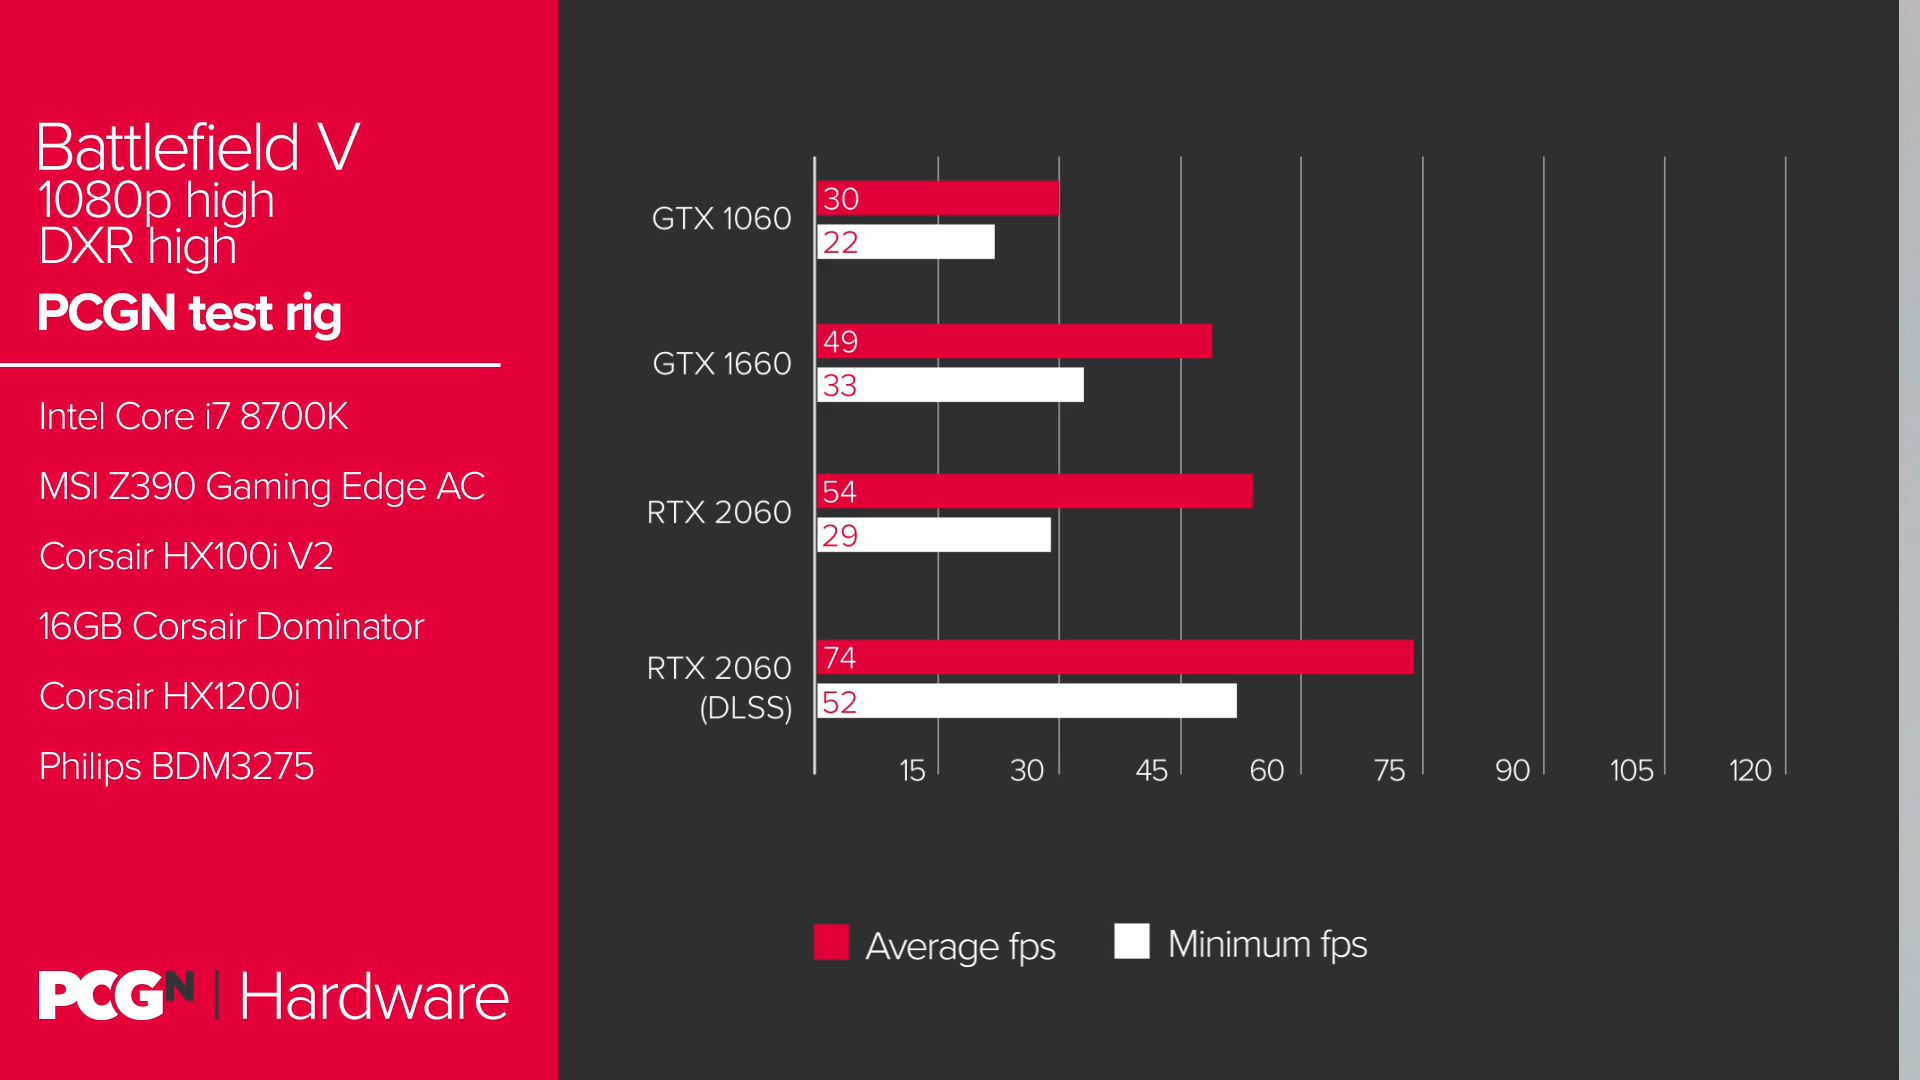 Battlefield V
1080p high
DXR high
PCGN test rig
Intel Core i7 8700K
MSI Z390 Gaming Edge AC
Corsair HX100i V2
16GB Corsair Dominator
Corsair HX1200i
Philips BDM3275
PCGN | Hardware
GTX 1060
30
22
GTX 1660
49
33
RTX 2060
54
29
RTX 2060
(DLSS)
74
52
15 30 45 60 75 90 105 120
Average fps Minimum fps